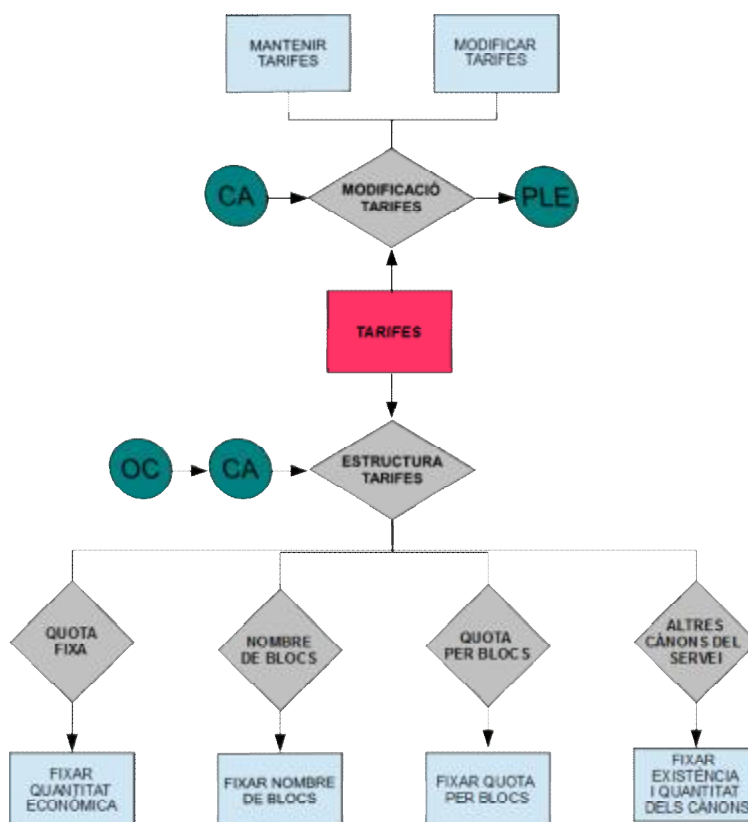 MANTENIR
TARIFES
MODIFICAR
TARIFES
CA
MODIFICACIÓ
TARIFES
PLE
TARIFES
OC
CA
ESTRUCTURA
TARIFES
QUOTA
FIXA
NOMBRE
DE BLOCS
QUOTA
PER BLOCS
ALTRES
CÀNONS DEL
SERVEI
FIXAR
QUANTITAT
ECONÓMICA
FIXAR NOMBRE
DE BLOCS
FIXAR QUOTA
PER BLOCS
FIXAR
EXISTÈNCIA
I QUANTITAT
DELS CÀNONS